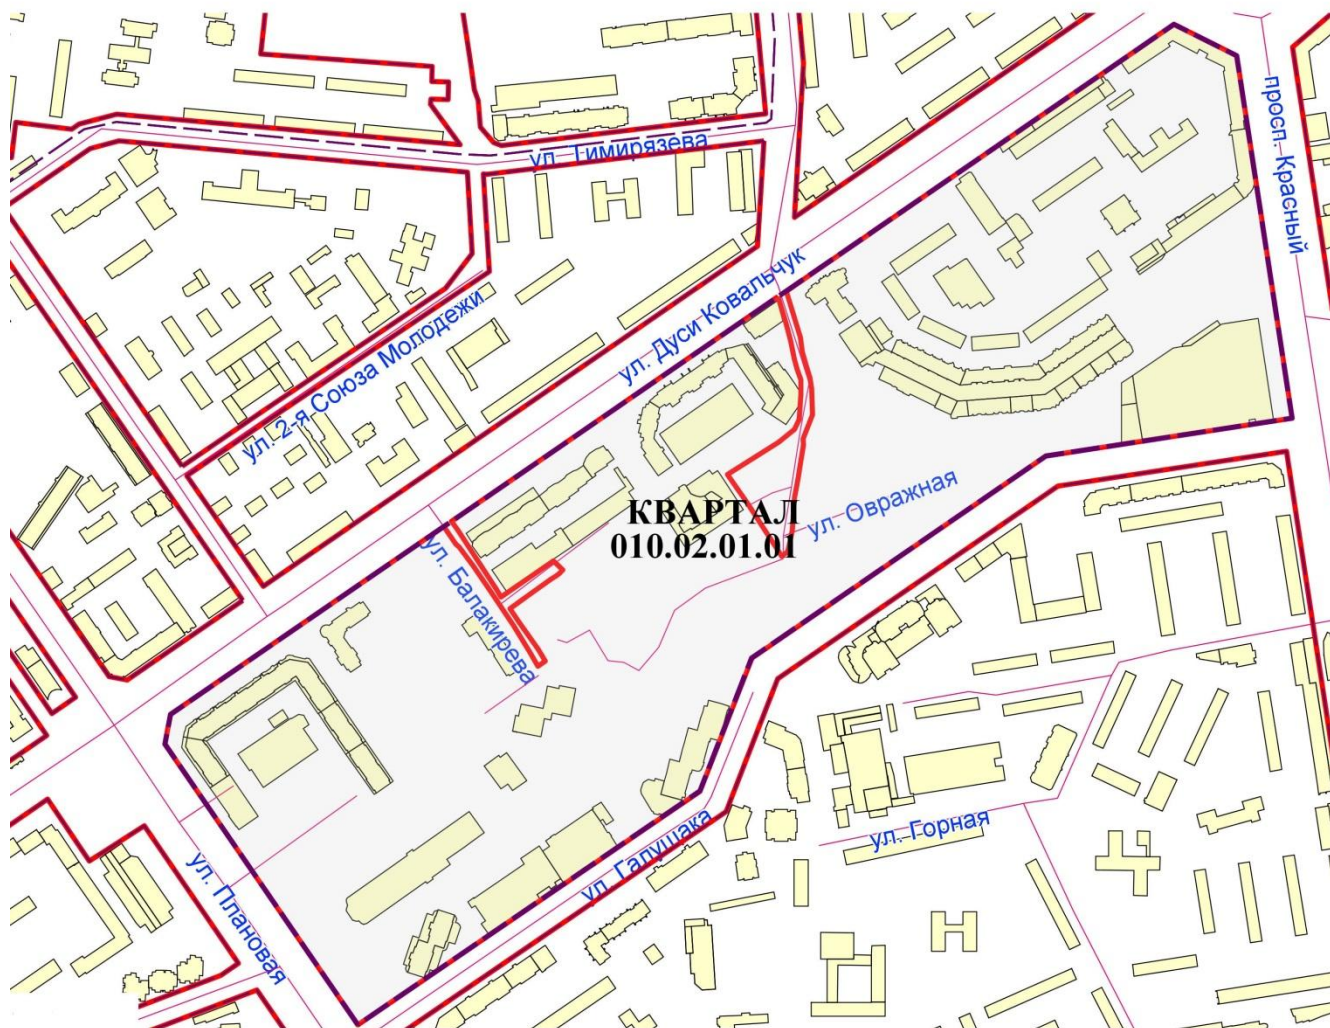 ул. Тимирязева
просп. Красный
ул. Дуси Ковальчук
ул. 2-я Союза Молодежи
КВАРТАЛ
010.02.01.01
ул. Овражная
ул. Балакирева
ул. Галущака
ул. Горная
ул. Плановая